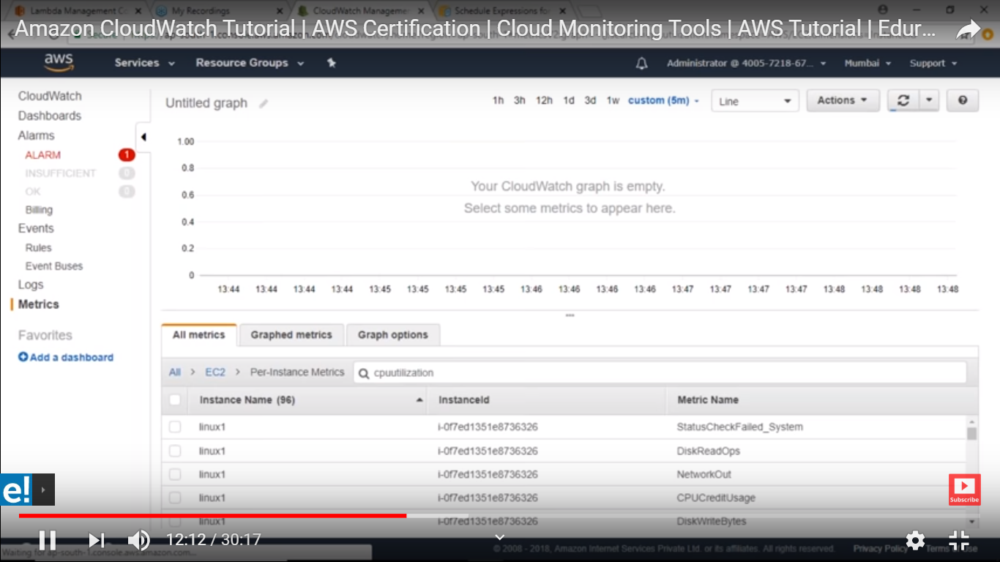 Lambda Management Co
My Recordings
CloudWatch Manageme
Schedule Expressions for
Amazon CloudWatch Tutorial | AWS Certification | Cloud Monitoring Tools | AWS Tutorial | Edur...
aws Services Resource Groups Administrator @ 4005-7218-67... Mumbai Support
CloudWatch
Dashboards
Alarms
ALARM 1
INSUFFICIENT 0
OK 0
Billing
Events
Rules
Event Buses
Logs
Metrics
Favorites
Add a dashboard
Untitled graph 1h 3h 12h 1d 3d 1w custom (5m) Line Actions
1.00
0.8
0.6
0.4
0.2
0
Your CloudWatch graph is empty.
Select some metrics to appear here.
13:44 13:44 13:44 13:44 13:45 13:45 13:45 13:45 13:46 13:46 13:46 13:46 13:47 13:47 13:47 13:47 13:48 13:48 13:48 13:48
All metrics Graphed metrics Graph options
All > EC2 > Per-Instance Metrics cpuutilization
Instance Name (96) InstanceId Metric Name
linux1 i-0f7ed1351e8736326 StatusCheckFailed_System
linux1 i-0f7ed1351e8736326 DiskReadOps
linux1 i-0f7ed1351e8736326 NetworkOut
linux1 i-0f7ed1351e8736326 CPUCreditUsage
linux1 i-0f7ed1351e8736326 DiskWriteBytes
e!
Subscribe
12:12 / 30:17
Waiting for ap-south-1.console.aws.amazon.com...
© 2008 - 2018, Amazon Internet Services Private Ltd. or its affiliates. All rights reserved. Privacy Policy Terms of Use